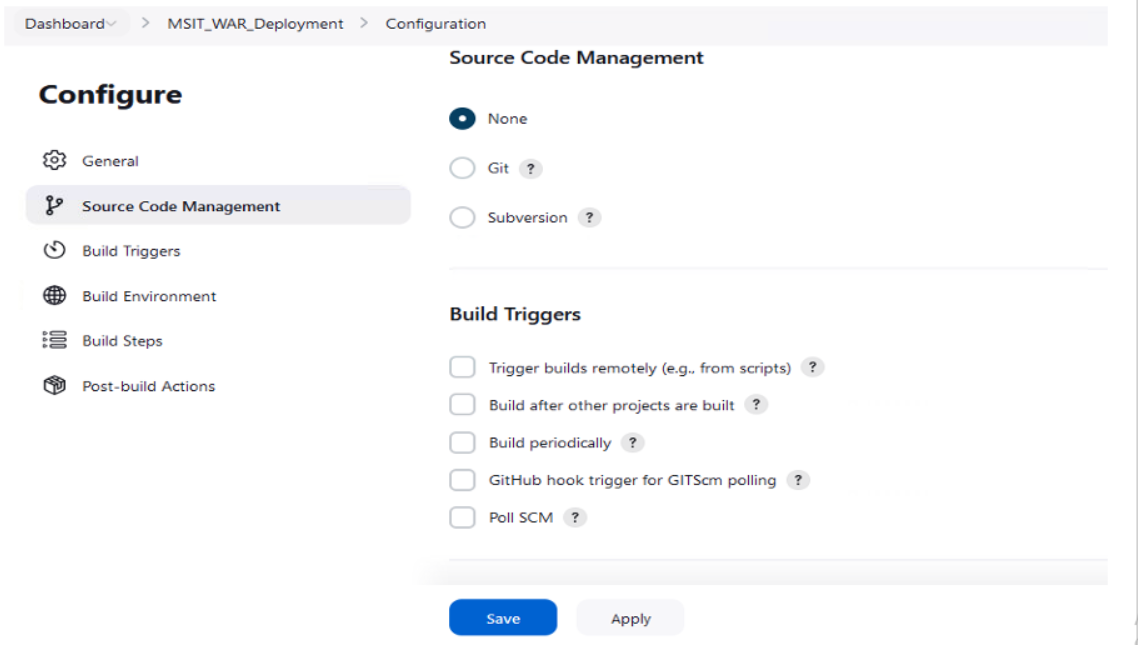 Dashboard > MSIT_WAR_Deployment > Configuration
Configure
General
Source Code Management
Build Triggers
Build Environment
Build Steps
Post-build Actions
Source Code Management
None
Git ?
Subversion ?
Build Triggers
Trigger builds remotely (e.g., from scripts) ?
Build after other projects are built ?
Build periodically ?
GitHub hook trigger for GITScm polling ?
Poll SCM ?
Save Apply